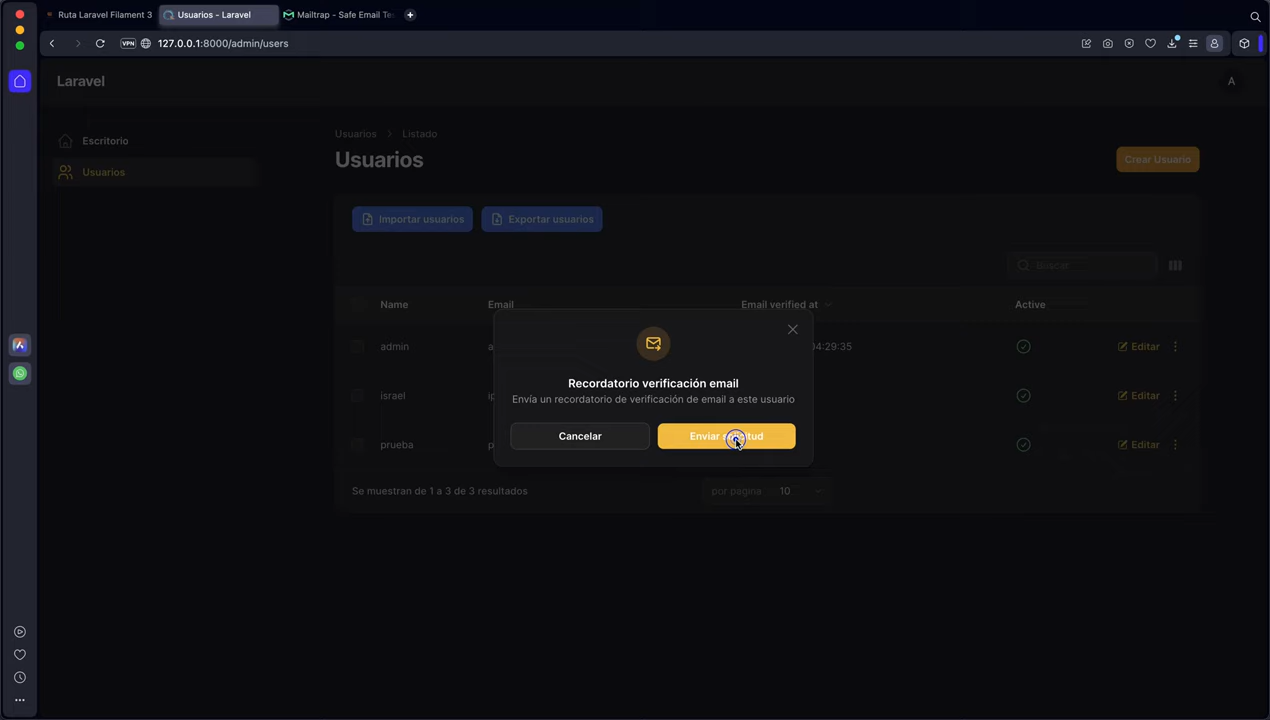 Ruta Laravel Filament 3
Usuarios - Laravel
Mailtrap - Safe Email Te
VPN
127.0.0.1:8000/admin/users
Laravel
A
Escritorio
Usuarios
Usuarios > Listado
Usuarios
Crear Usuario
Importar usuarios
Exportar usuarios
Buscar
Name Email Email verified at Active
admin a 04:29:35 Editar
israel ip Editar
prueba p Editar
Recordatorio verificación email
Envía un recordatorio de verificación de email a este usuario
Cancelar
Enviar
Se muestran de 1 a 3 de 3 resultados
por pagina 10